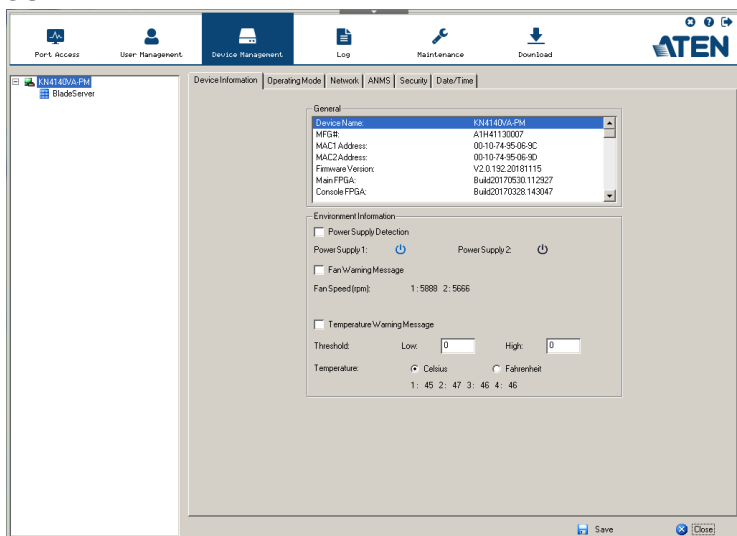 Port Access User Management Device Management Log Maintenance Download
ATEN
KN4140VA-PM
BladeServer
Device Information Operating Mode Network ANMS Security Date/Time
General
Device Name: KN4140VA-PM
MFG#: A1H41130007
MAC1 Address: 00-10-74-95-06-9C
MAC2 Address: 00-10-74-95-06-9D
Firmware Version: V2.0.192.20181115
Main FPGA: Build20170530.112927
Console FPGA: Build20170328.143047
Environment Information
Power Supply Detection
Power Supply 1: Power Supply 2:
Fan Warning Message
Fan Speed (rpm): 1 : 5888 2 : 5666
Temperature Warning Message
Threshold: Low: 0 High: 0
Temperature: Celsius Fahrenheit
1 : 45 2 : 47 3 : 46 4 : 46
Save Close